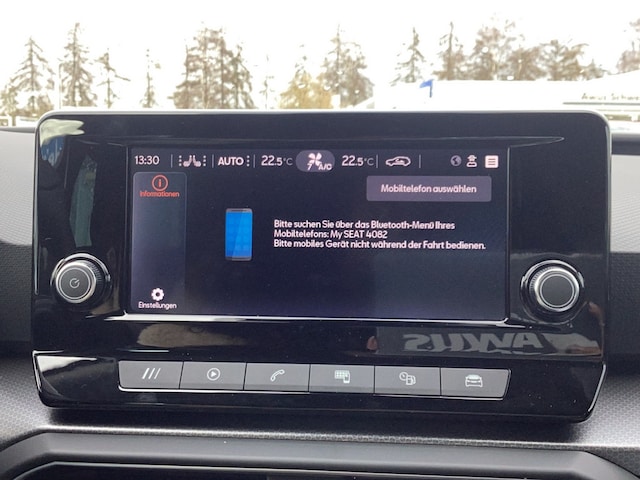 13:30 AUTO 22.5°C A/C 22.5°C
Informationen
Mobiltelefon auswählen
Bitte suchen Sie über das Bluetooth-Menü Ihres
Mobiltelefons: My SEAT 4082
Bitte mobiles Gerät nicht während der Fahrt bedienen.
Einstellungen